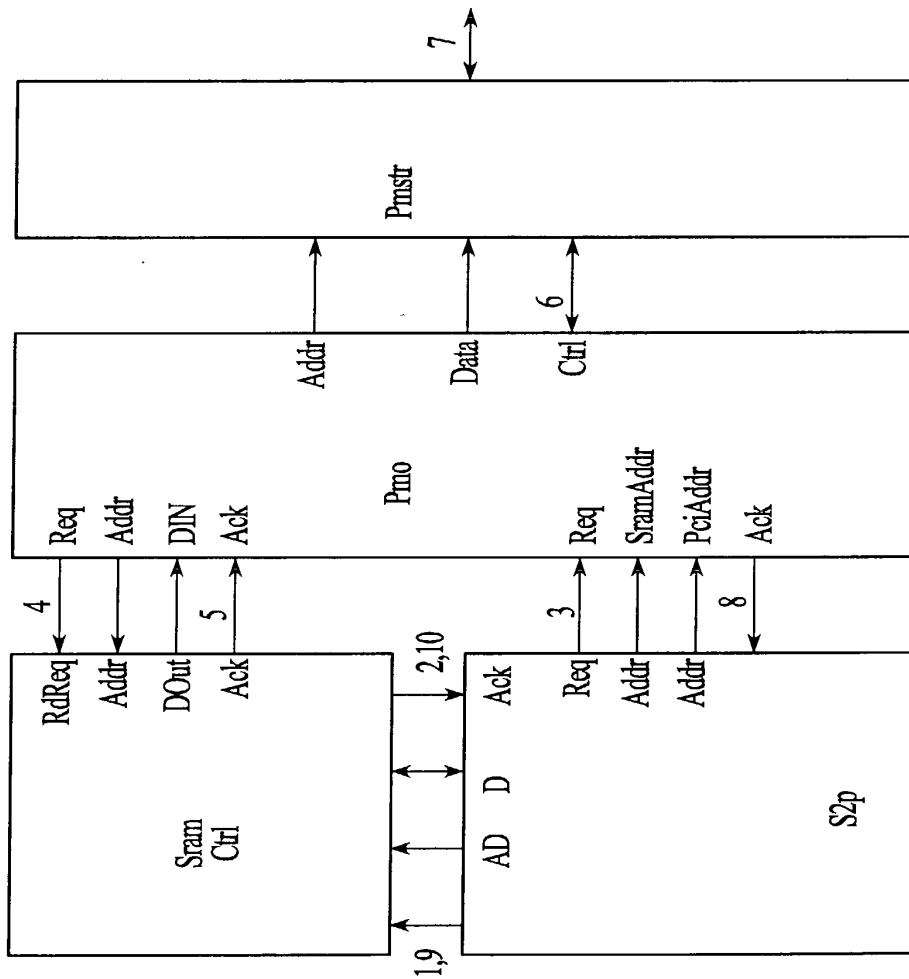 Sram
Ctrl
RdReq
Addr
DOut
Ack
4
5
Req
Addr
DIN
Ack
Pmo
Addr
Data
Ctrl
6
Pmstr
7
1,9
2,10
AD
D
Ack
S2p
Req
Addr
Addr
3
8
Req
SramAddr
PciAddr
Ack